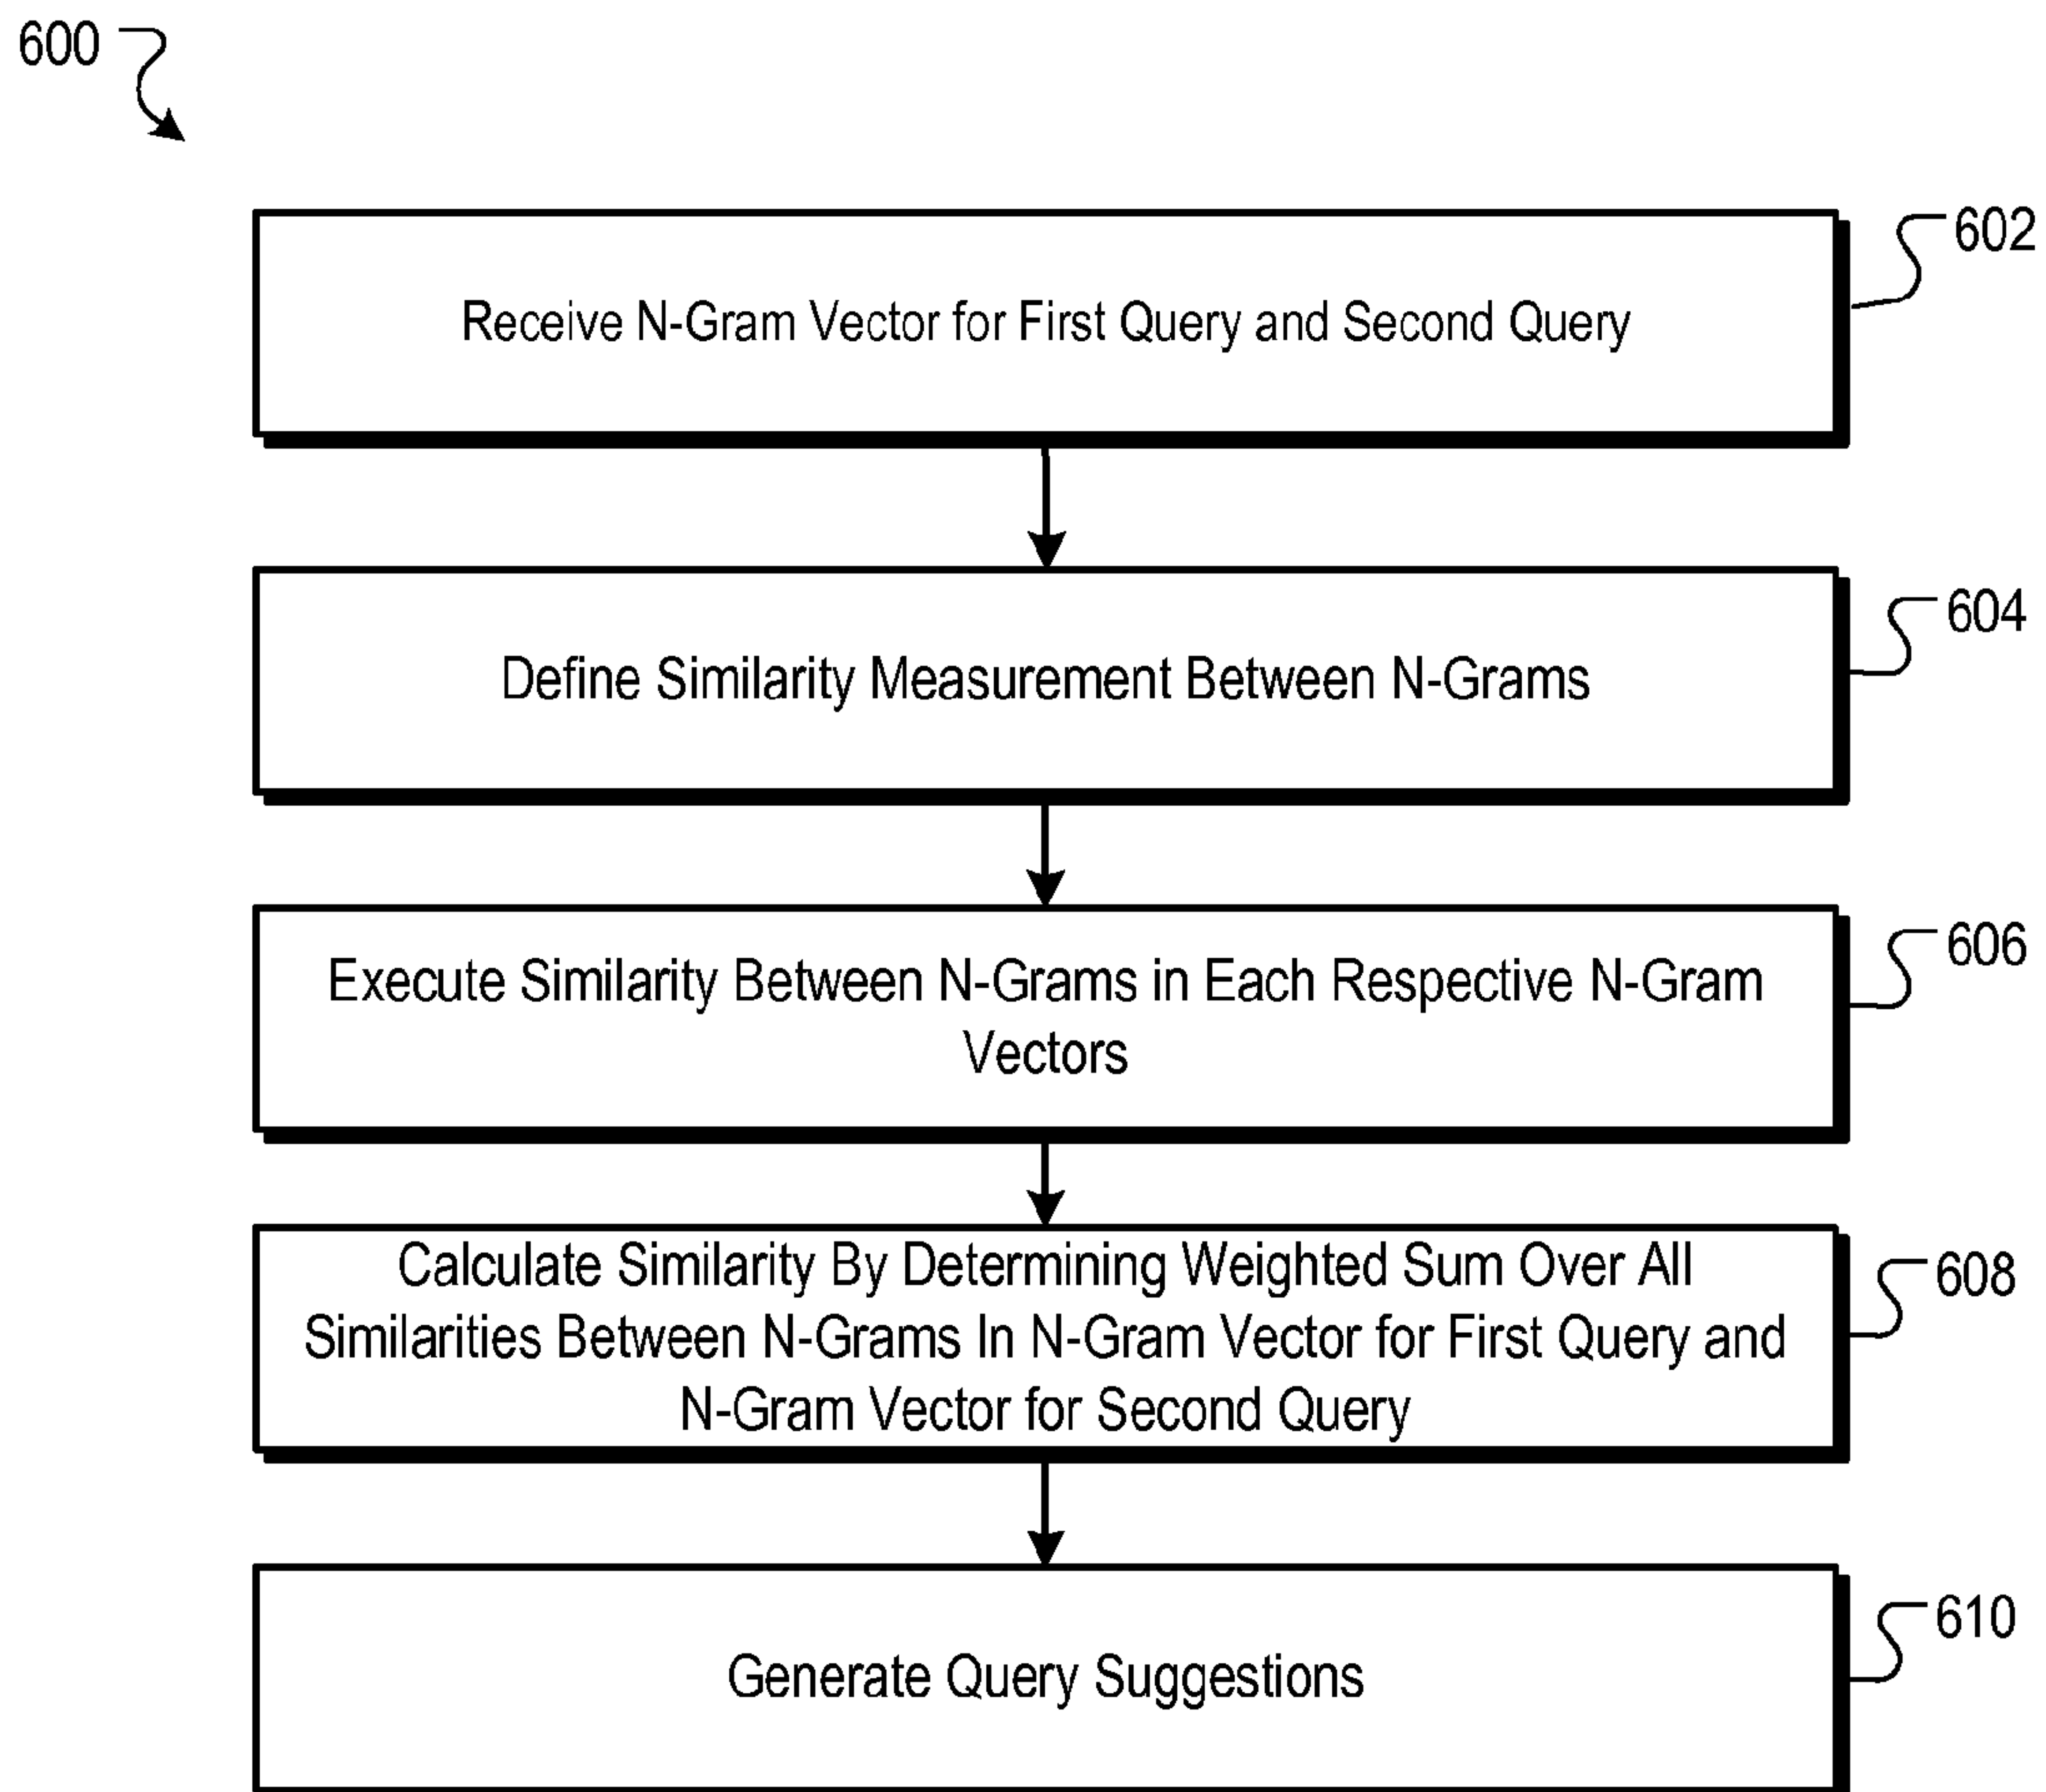 600
602
Receive N-Gram Vector for First Query and Second Query
604
Define Similarity Measurement Between N-Grams
606
Execute Similarity Between N-Grams in Each Respective N-Gram
Vectors
608
Calculate Similarity By Determining Weighted Sum Over All
Similarities Between N-Grams In N-Gram Vector for First Query and
N-Gram Vector for Second Query
610
Generate Query Suggestions